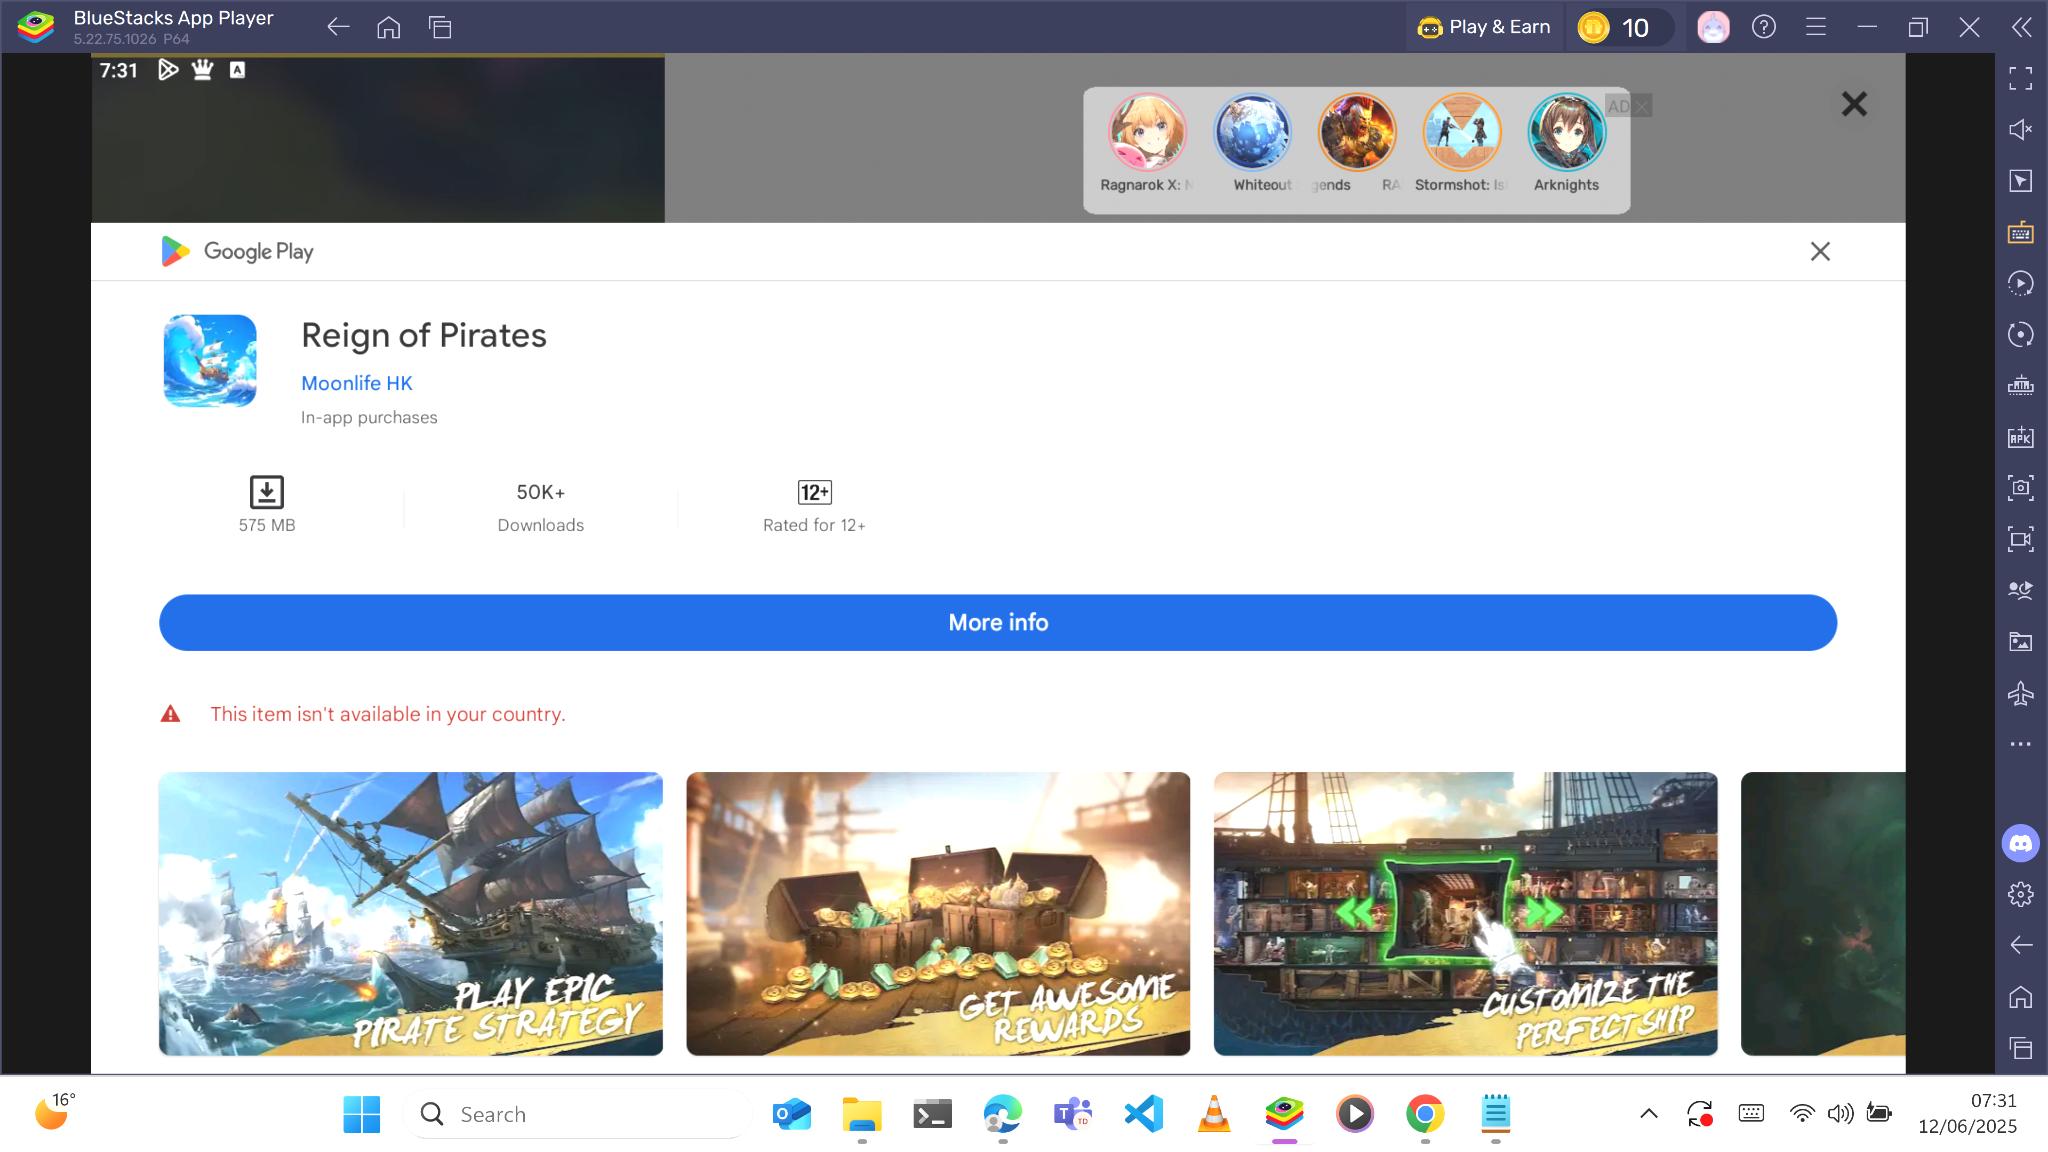 BlueStacks App Player
5.22.75.1026 P64
Play & Earn
10
7:31
Ragnarok X: N
Whiteout
gends
RA
Stormshot: Isl
Arknights
AD
Google Play
Reign of Pirates
Moonlife HK
In-app purchases
575 MB
50K+
Downloads
12+
Rated for 12+
More info
This item isn't available in your country.
PLAY EPIC
PIRATE STRATEGY
GET AWESOME
REWARDS
CUSTOMIZE THE
PERFECT SHIP
APK
16°
Search
07:31
12/06/2025